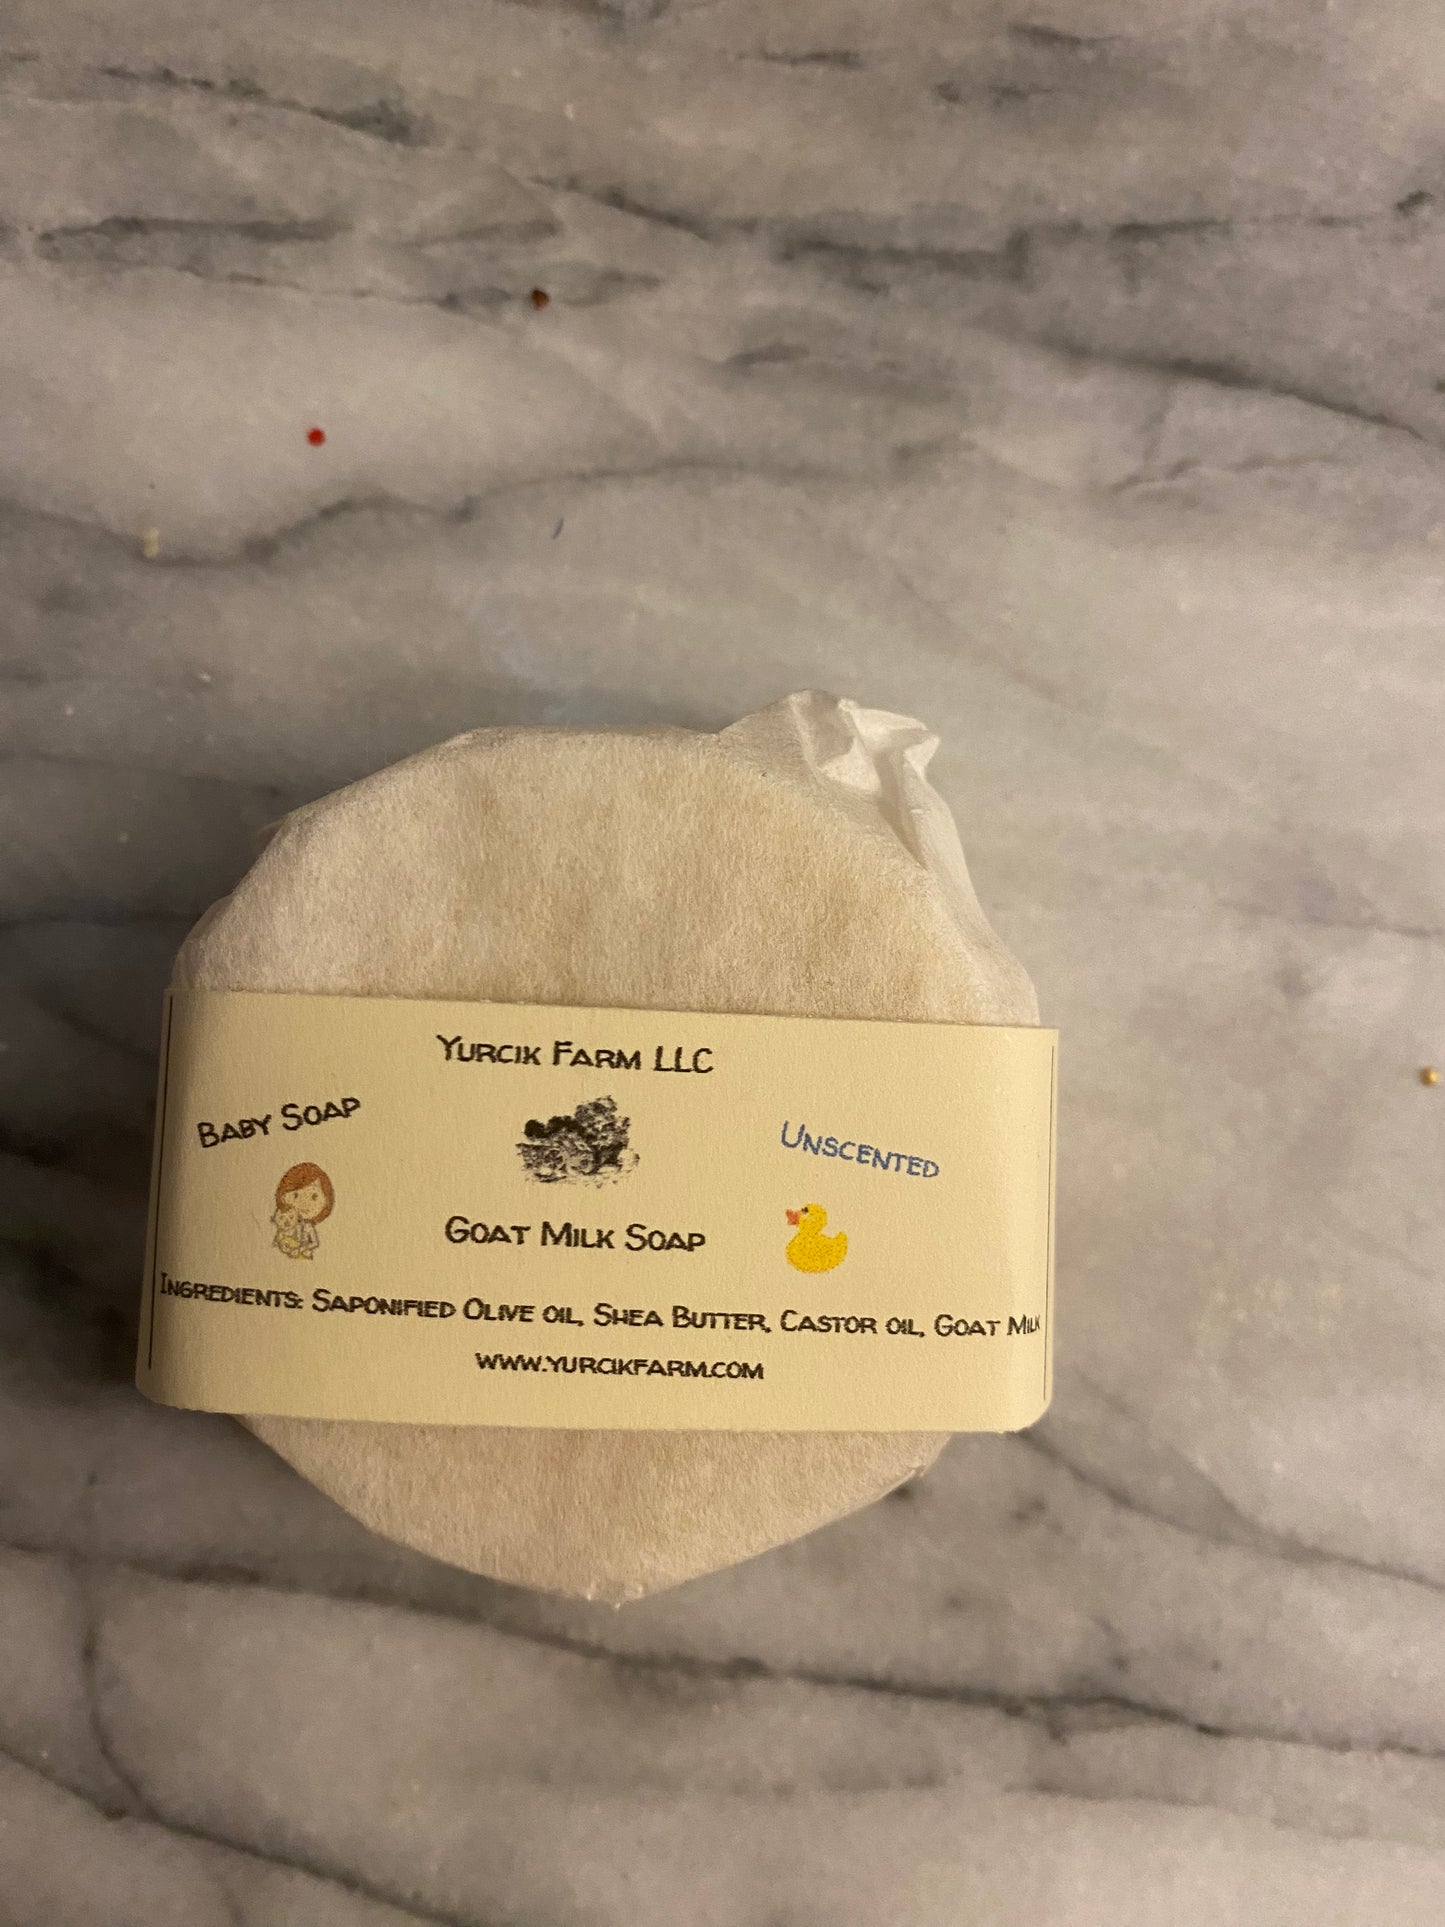 Yurcik Farm LLC
Baby Soap
Unscented
Goat Milk Soap
Ingredients: Saponified Olive oil, Shea Butter, Castor oil, Goat Milk
www.yurcikfarm.com